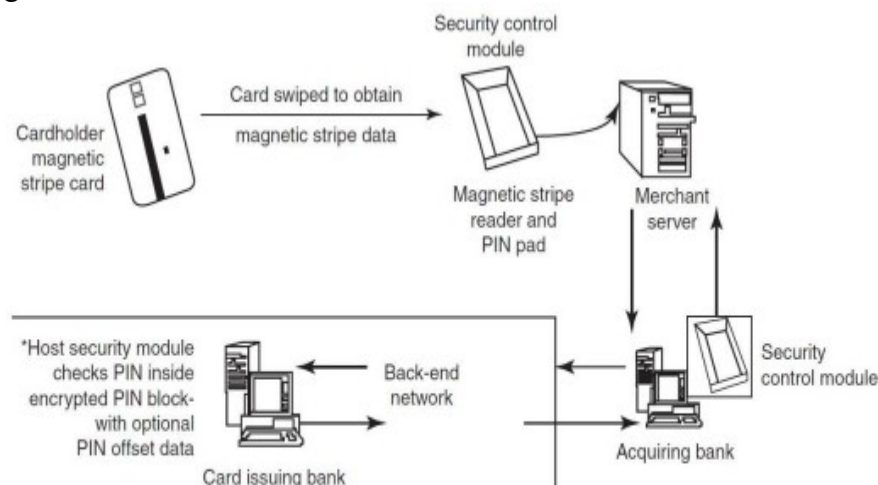 Security control
module
Card swiped to obtain
magnetic stripe data
Cardholder
magnetic
stripe card
Magnetic stripe
reader and
PIN pad
Merchant
server
*Host security module
checks PIN inside
encrypted PIN block-
with optional
PIN offset data
Back-end
network
Security
control module
Acquiring bank
Card issuing bank